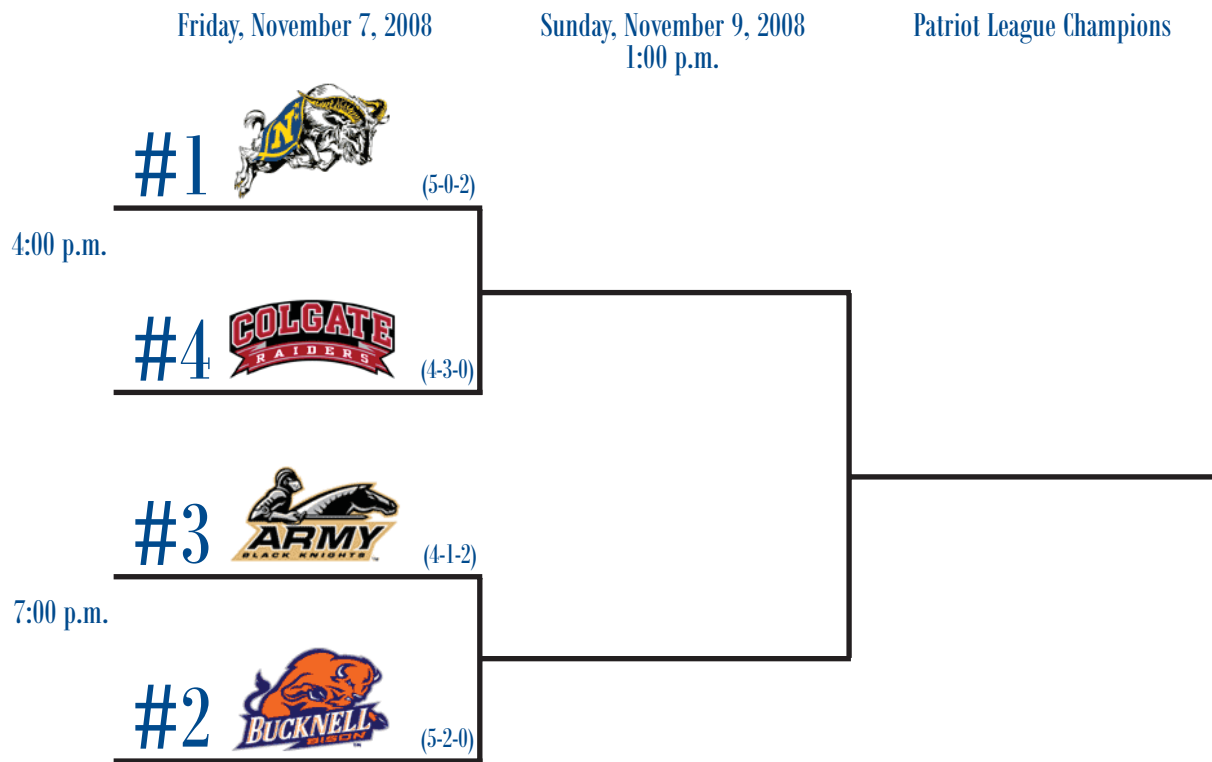 Friday, November 7, 2008
Sunday, November 9, 2008
1:00 p.m.
Patriot League Champions
#1
N
(5-0-2)
4:00 p.m.
#4
COLGATE
RAIDERS
(4-3-0)
#3
ARMY
BLACK KNIGHTS
TM
(4-1-2)
7:00 p.m.
#2
BUCKNELL
BISON
TM
(5-2-0)